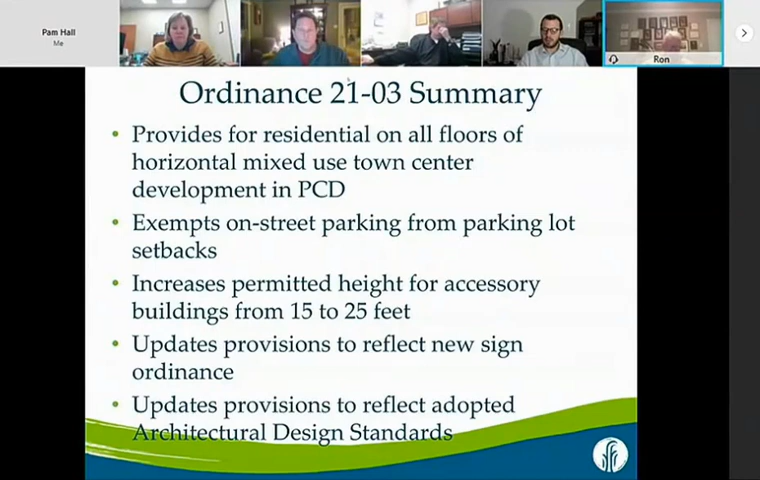 Pam Hall
Me
Ron
Ordinance 21-03 Summary
• Provides for residential on all floors of
horizontal mixed use town center
development in PCD
• Exempts on-street parking from parking lot
setbacks
• Increases permitted height for accessory
buildings from 15 to 25 feet
• Updates provisions to reflect new sign
ordinance
• Updates provisions to reflect adopted
Architectural Design Standards